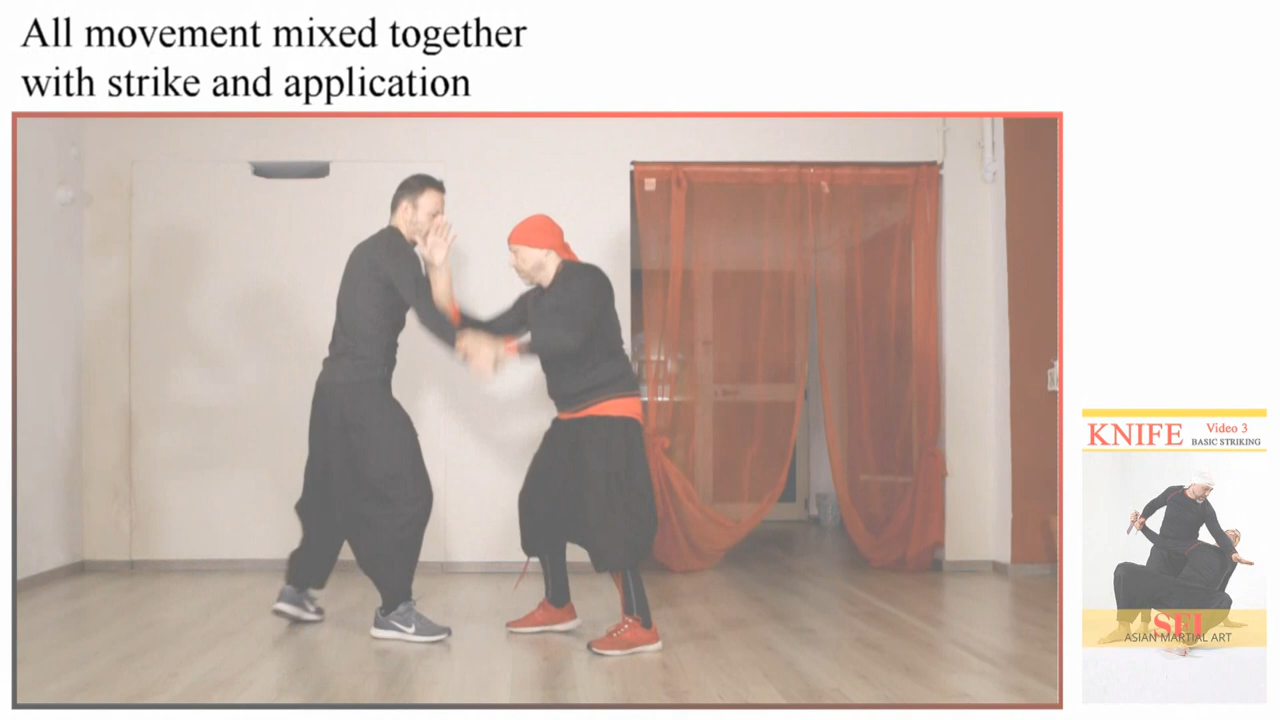 All movement mixed together
with strike and application
KNIFE
Video 3
BASIC STRIKING
SEI
ASIAN MARTIAL ART